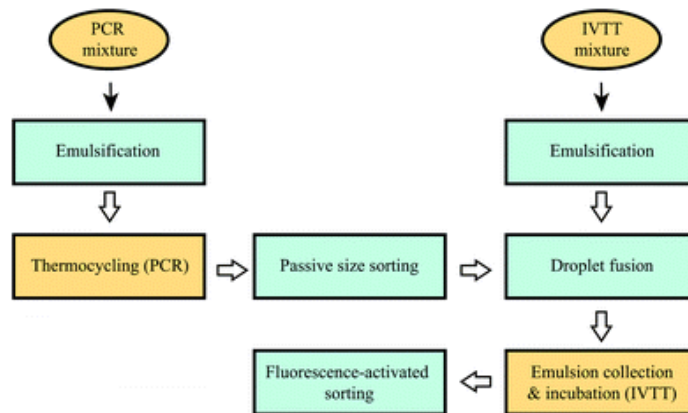 PCR
mixture
IVTT
mixture
Emulsification
Emulsification
Thermocycling (PCR)
Passive size sorting
Droplet fusion
Fluorescence-activated
sorting
Emulsion collection
& incubation (IVTT)